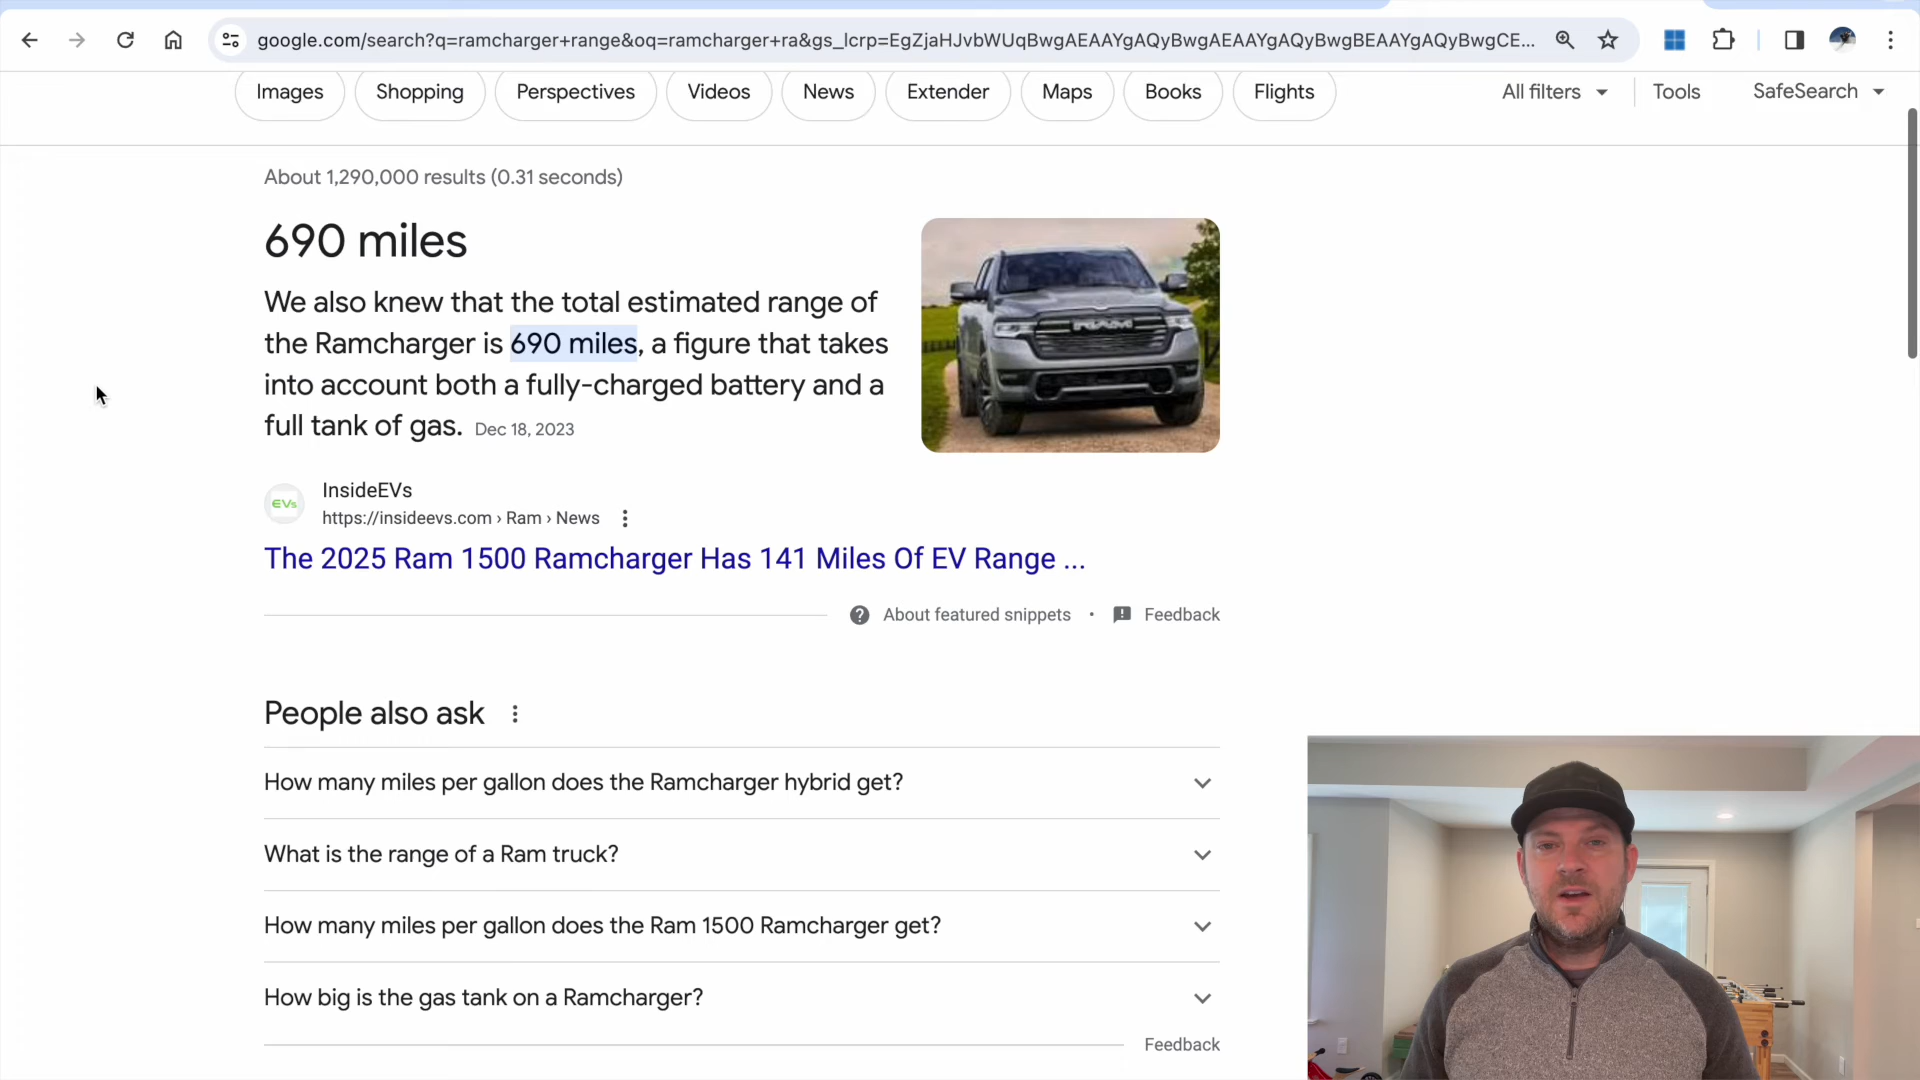 google.com/search?q=ramcharger+range&oq=ramcharger+ra&gs_lcrp=EgZjaHJvbWUqBwgAEAAYgAQyBwgAEAAYgAQyBwgBEAAYgAQyBwgCE...
Images Shopping Perspectives Videos News Extender Maps Books Flights All filters Tools SafeSearch
About 1,290,000 results (0.31 seconds)
690 miles
We also knew that the total estimated range of
the Ramcharger is 690 miles, a figure that takes
into account both a fully-charged battery and a
full tank of gas. Dec 18, 2023
RAM
InsideEVs
EVs
https://insideevs.com › Ram › News
The 2025 Ram 1500 Ramcharger Has 141 Miles Of EV Range ...
About featured snippets • Feedback
People also ask
How many miles per gallon does the Ramcharger hybrid get?
What is the range of a Ram truck?
How many miles per gallon does the Ram 1500 Ramcharger get?
How big is the gas tank on a Ramcharger?
Feedback